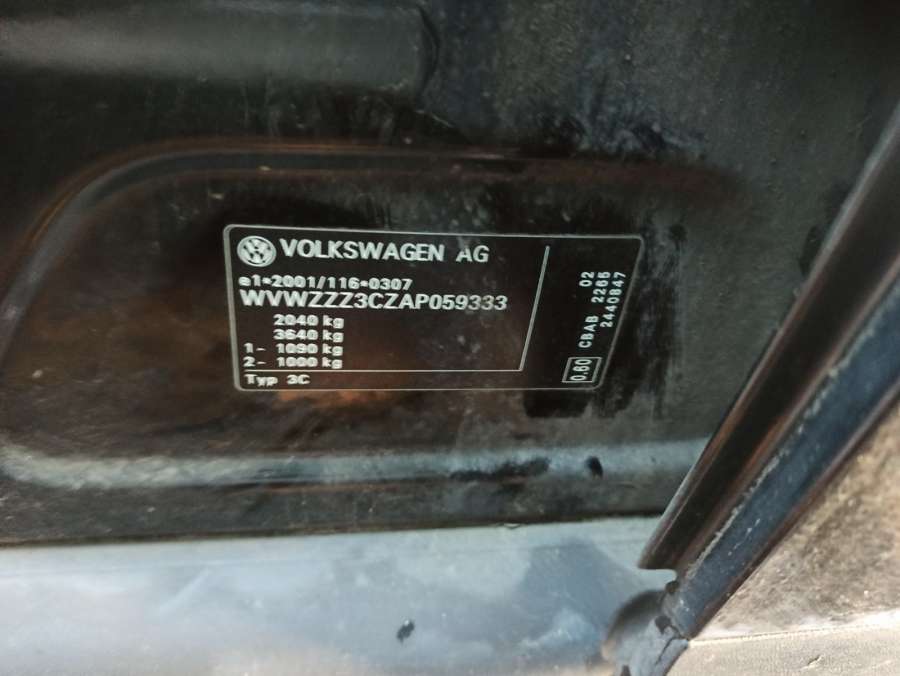 VOLKSWAGEN AG
e1*2001/116*0307
WVWZZZ3CZAP059333
2040 kg
3640 kg
1- 1090 kg
2- 1000 kg
Typ 3C
02
CBAB 2265
2440847
0.60